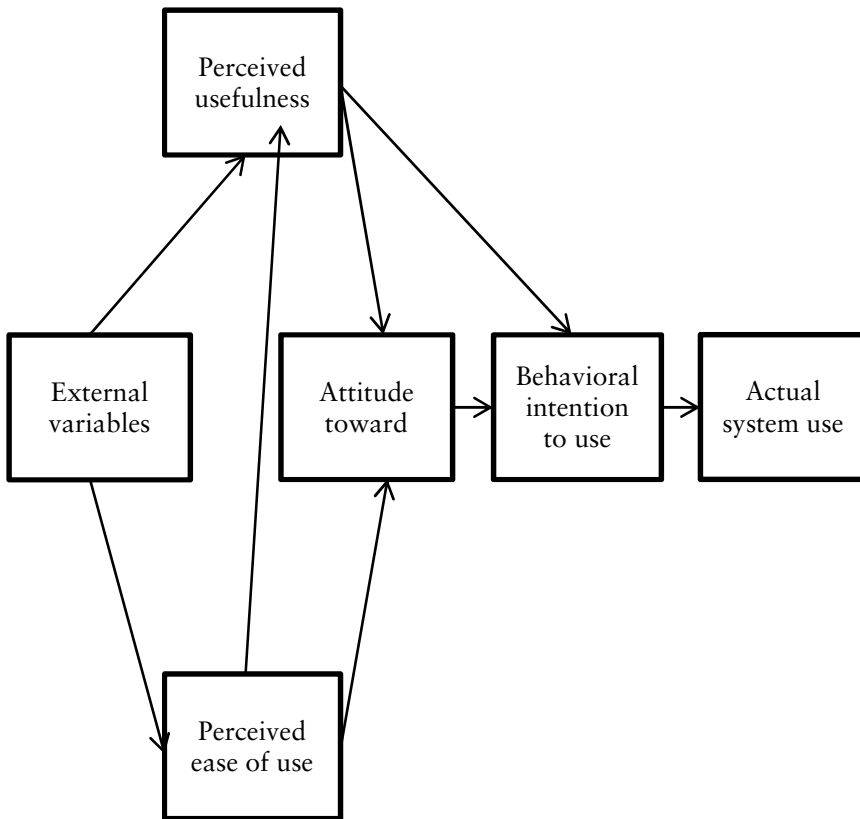 Perceived
usefulness
External
variables
Attitude
toward
Behavioral
intention
to use
Actual
system use
Perceived
ease of use